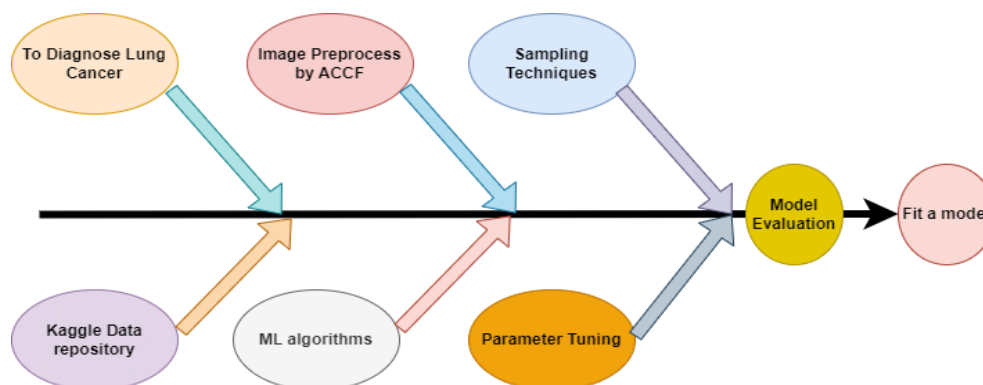 To Diagnose Lung
Cancer
Image Preprocess
by ACCF
Sampling
Techniques
Model
Evaluation
Fit a model
Kaggle Data
repository
ML algorithms
Parameter Tuning